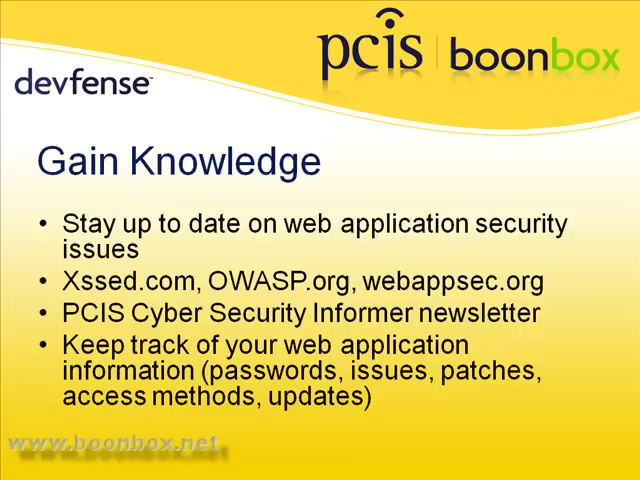 pcis boonbox
devfense™
Gain Knowledge
• Stay up to date on web application security
issues
• Xssed.com, OWASP.org, webappsec.org
• PCIS Cyber Security Informer newsletter
• Keep track of your web application
information (passwords, issues, patches,
access methods, updates)
www.boonbox.net